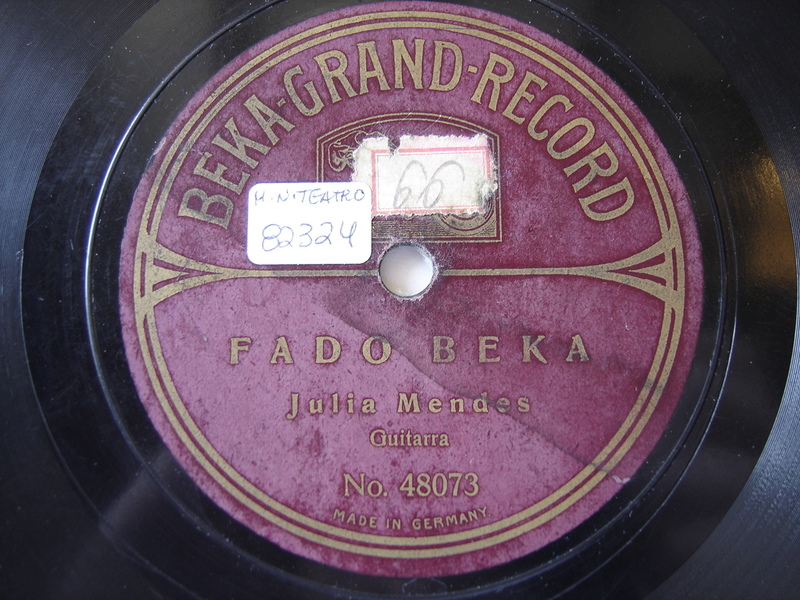 BEKA-GRAND-RECORD
66
M.N.TEATRO
82324
FADO BEKA
Julia Mendes
Guitarra
No. 48073
MADE IN GERMANY.